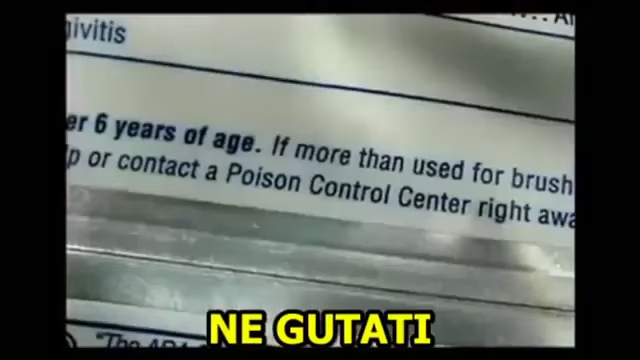 ivitis
er 6 years of age. If more than used for brush
p or contact a Poison Control Center right awa
"The ADA
NE GUTATI